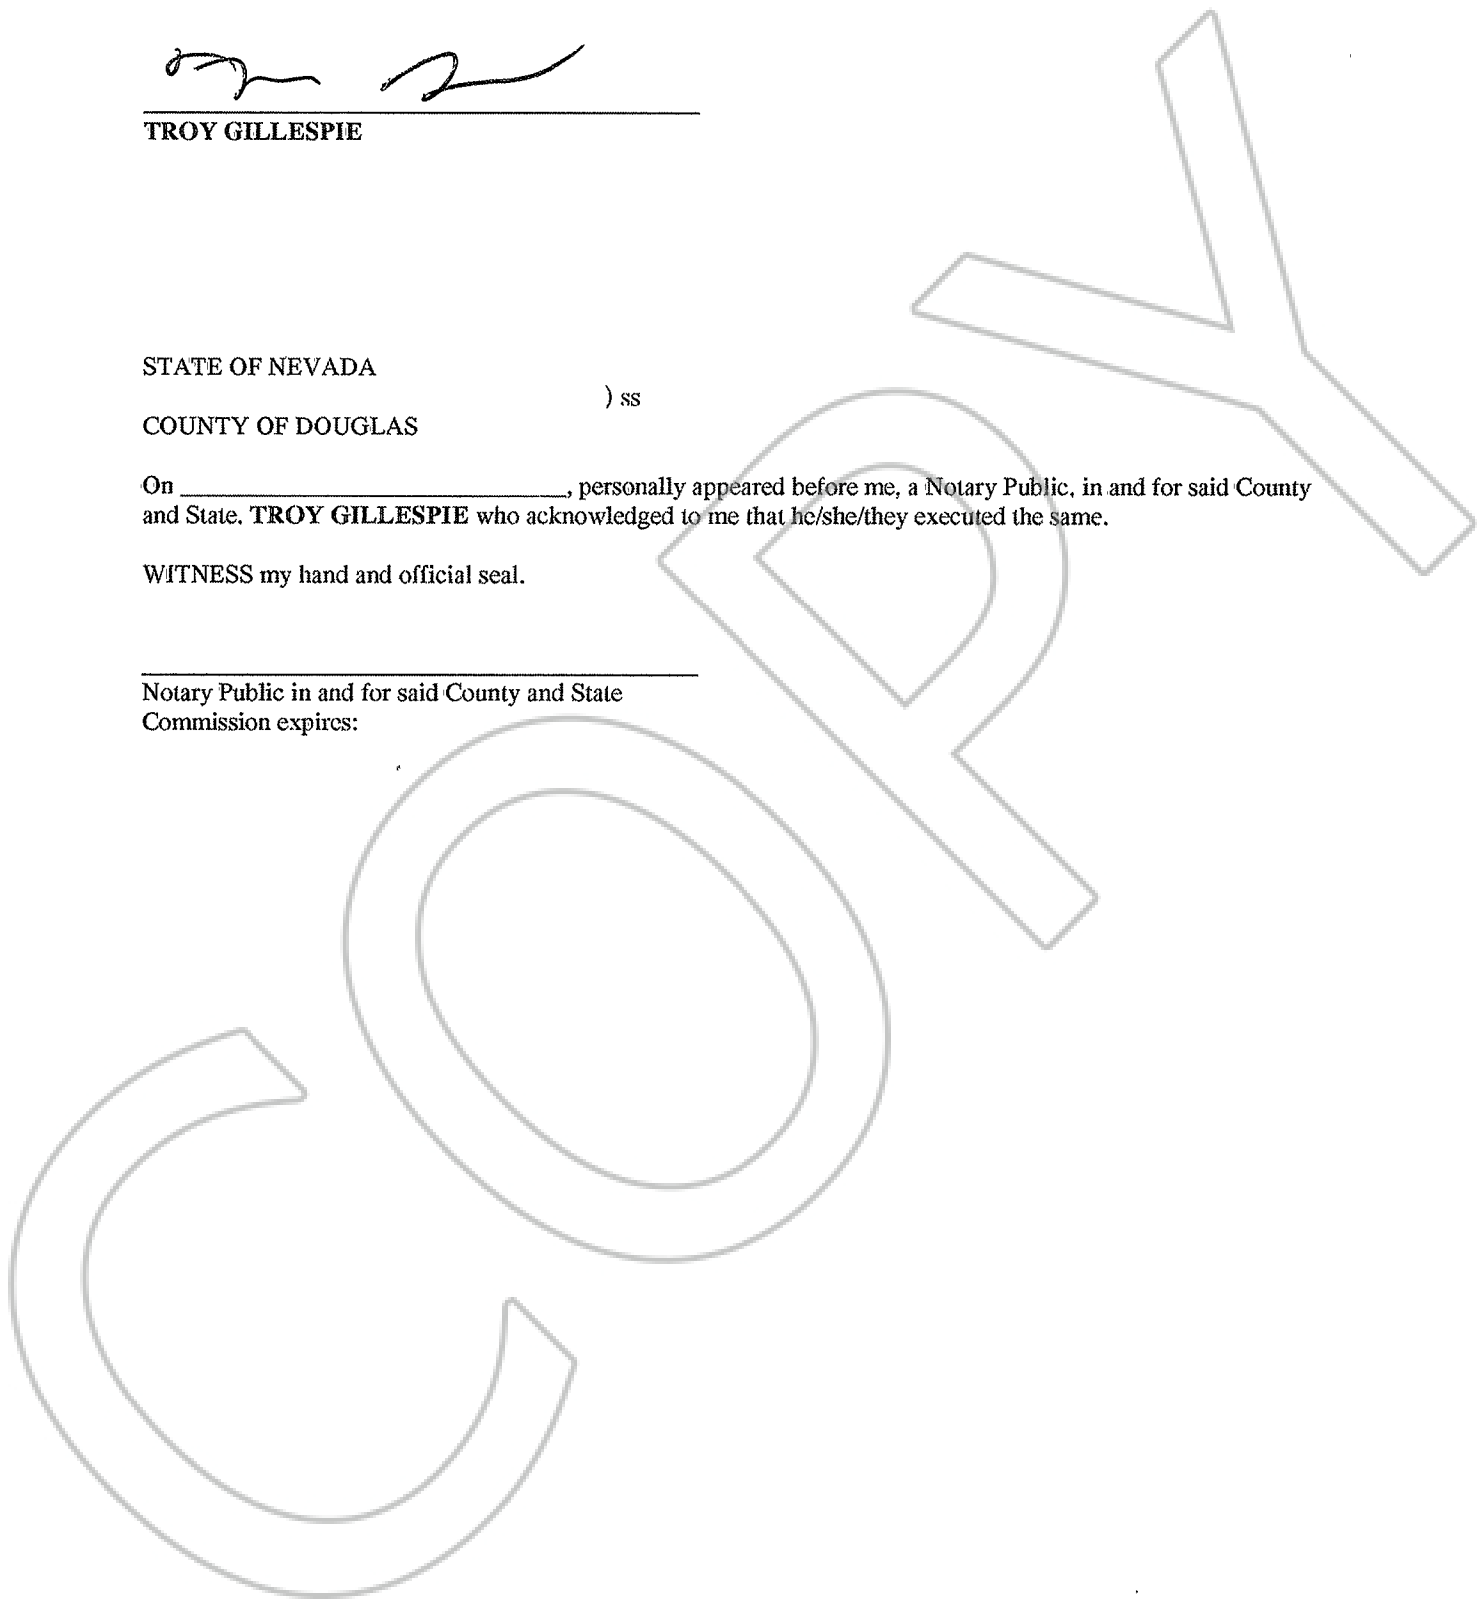 TROY GILLESPIE
STATE OF NEVADA
) ss
COUNTY OF DOUGLAS
On ______________________________, personally appeared before me, a Notary Public, in and for said County
and State, TROY GILLESPIE who acknowledged to me that he/she/they executed the same.
WITNESS my hand and official seal.
Notary Public in and for said County and State
Commission expires:
COPY